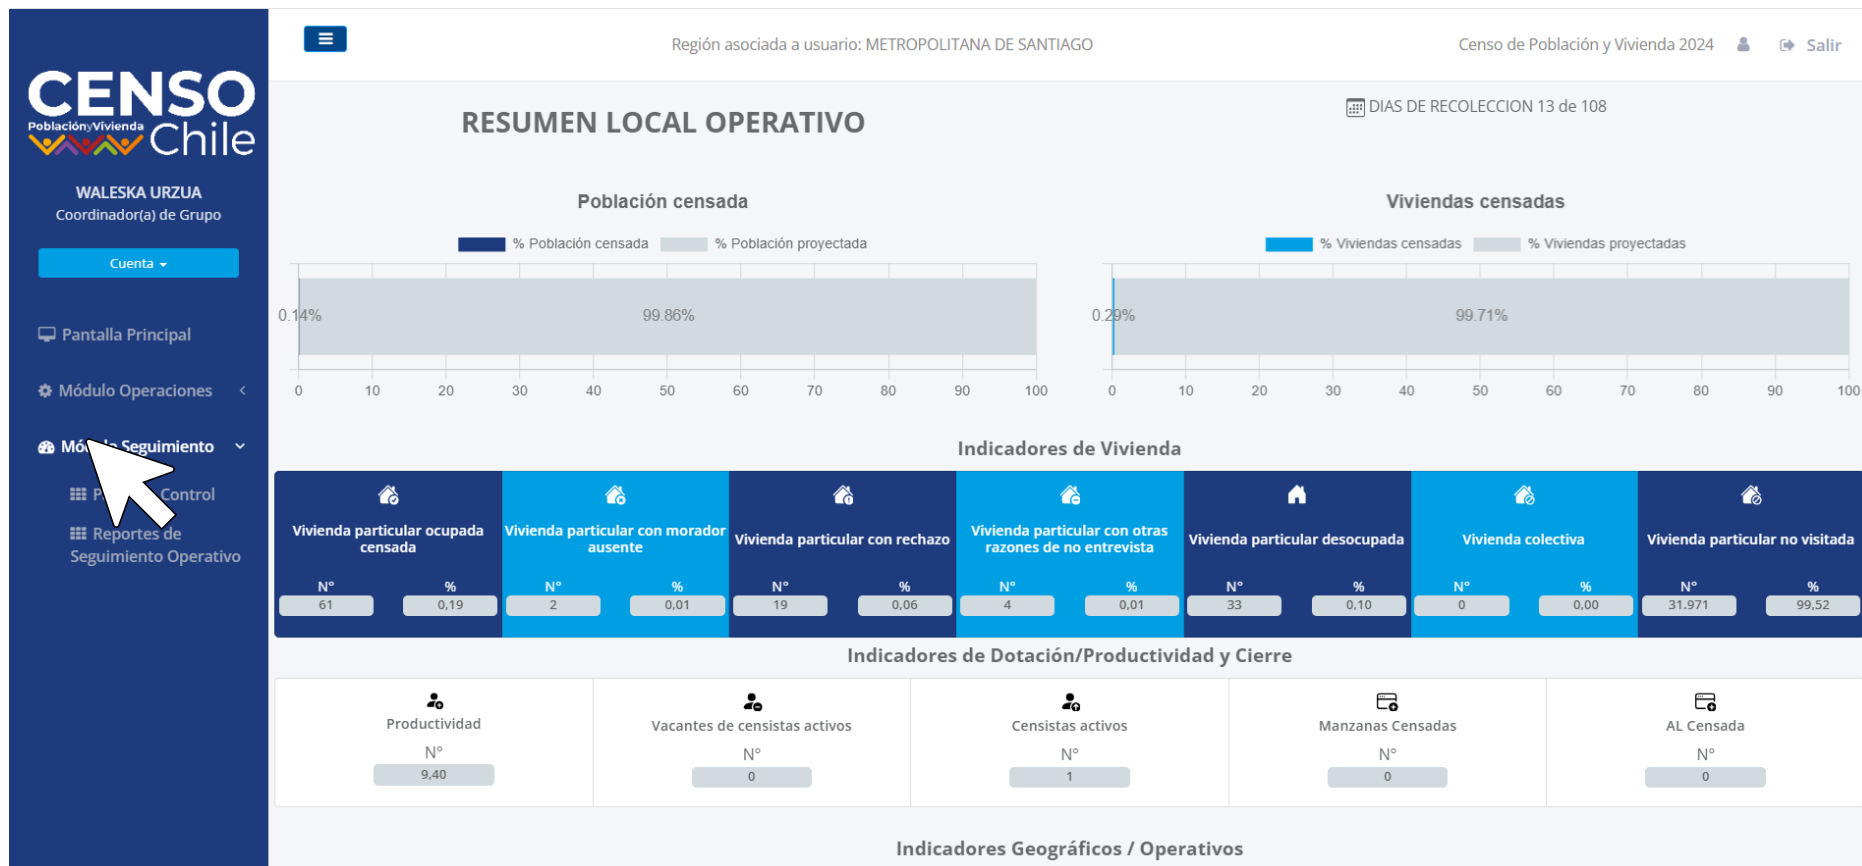 Región asociada a usuario: METROPOLITANA DE SANTIAGO
Censo de Población y Vivienda 2024
Salir
CENSO
Población y Vivienda
Chile
WALESKA URZUA
Coordinador(a) de Grupo
Cuenta
Pantalla Principal
Módulo Operaciones
Seguimiento
Control
Reportes de
Seguimiento Operativo
RESUMEN LOCAL OPERATIVO
DIAS DE RECOLECCION 13 de 108
Población censada
% Población censada % Población proyectada
0.14% 99.86%
0 10 20 30 40 50 60 70 80 90 100
Viviendas censadas
% Viviendas censadas % Viviendas proyectadas
0.29% 99.71%
0 10 20 30 40 50 60 70 80 90 100
Indicadores de Vivienda
Vivienda particular ocupada
censada
N° %
61 0,19
Vivienda particular con morador
ausente
N° %
2 0,01
Vivienda particular con rechazo
N° %
19 0,06
Vivienda particular con otras
razones de no entrevista
N° %
4 0,01
Vivienda particular desocupada
N° %
33 0,10
Vivienda colectiva
N° %
0 0,00
Vivienda particular no visitada
N° %
31.971 99,52
Indicadores de Dotación/Productividad y Cierre
Productividad
N°
9,40
Vacantes de censistas activos
N°
0
Censistas activos
N°
1
Manzanas Censadas
N°
0
AL Censada
N°
0
Indicadores Geográficos / Operativos